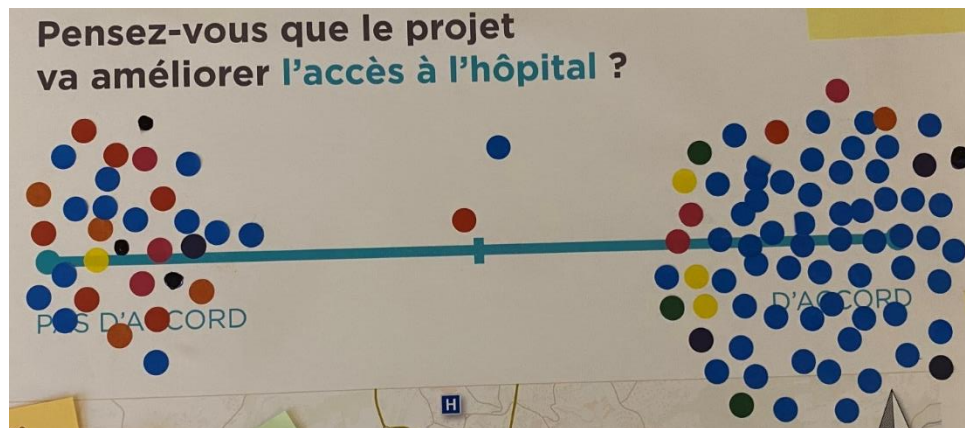 Pensez-vous que le projet
va améliorer l'accès à l'hôpital ?
PAS D'ACCORD
D'ACCORD
H